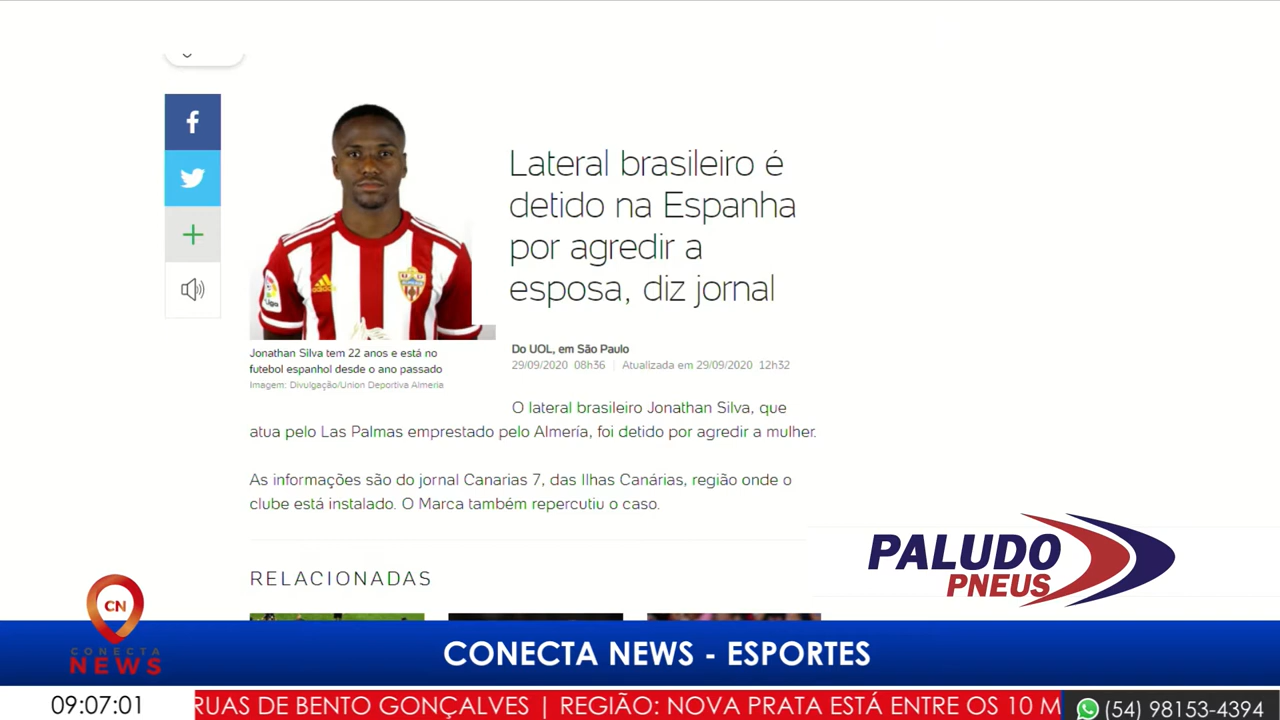 Lateral brasileiro é
detido na Espanha
por agredir a
esposa, diz jornal
Jonathan Silva tem 22 anos e está no
futebol espanhol desde o ano passado
Imagem: Divulgação/Union Deportiva Almeria
Do UOL, em São Paulo
29/09/2020 08h36 | Atualizada em 29/09/2020 12h32
O lateral brasileiro Jonathan Silva, que
atua pelo Las Palmas emprestado pelo Almería, foi detido por agredir a mulher.
As informações são do jornal Canarias 7, das Ilhas Canárias, região onde o
clube está instalado. O Marca também repercutiu o caso.
RELACIONADAS
PALUDO
PNEUS
CN
CONECTA
NEWS
CONECTA NEWS - ESPORTES
09:07:01
RUAS DE BENTO GONÇALVES | REGIÃO: NOVA PRATA ESTÁ ENTRE OS 10 M
(54) 98153-4394